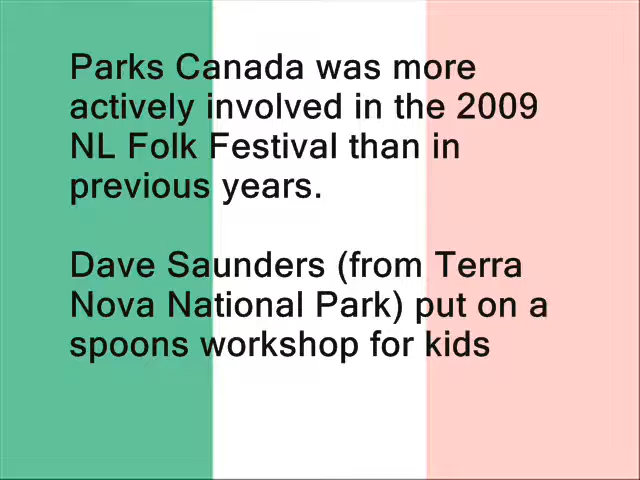 Parks Canada was more
actively involved in the 2009
NL Folk Festival than in
previous years.
Dave Saunders (from Terra
Nova National Park) put on a
spoons workshop for kids